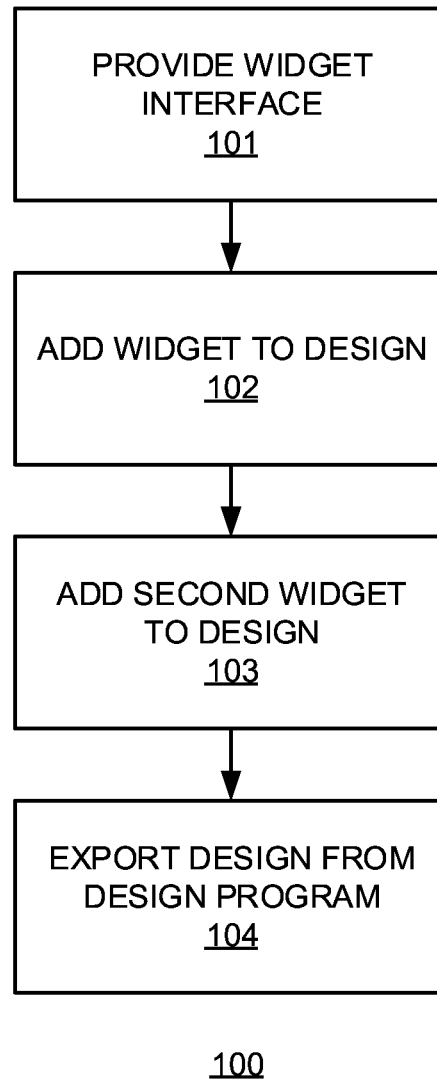 PROVIDE WIDGET
INTERFACE
101
ADD WIDGET TO DESIGN
102
ADD SECOND WIDGET
TO DESIGN
103
EXPORT DESIGN FROM
DESIGN PROGRAM
104
100